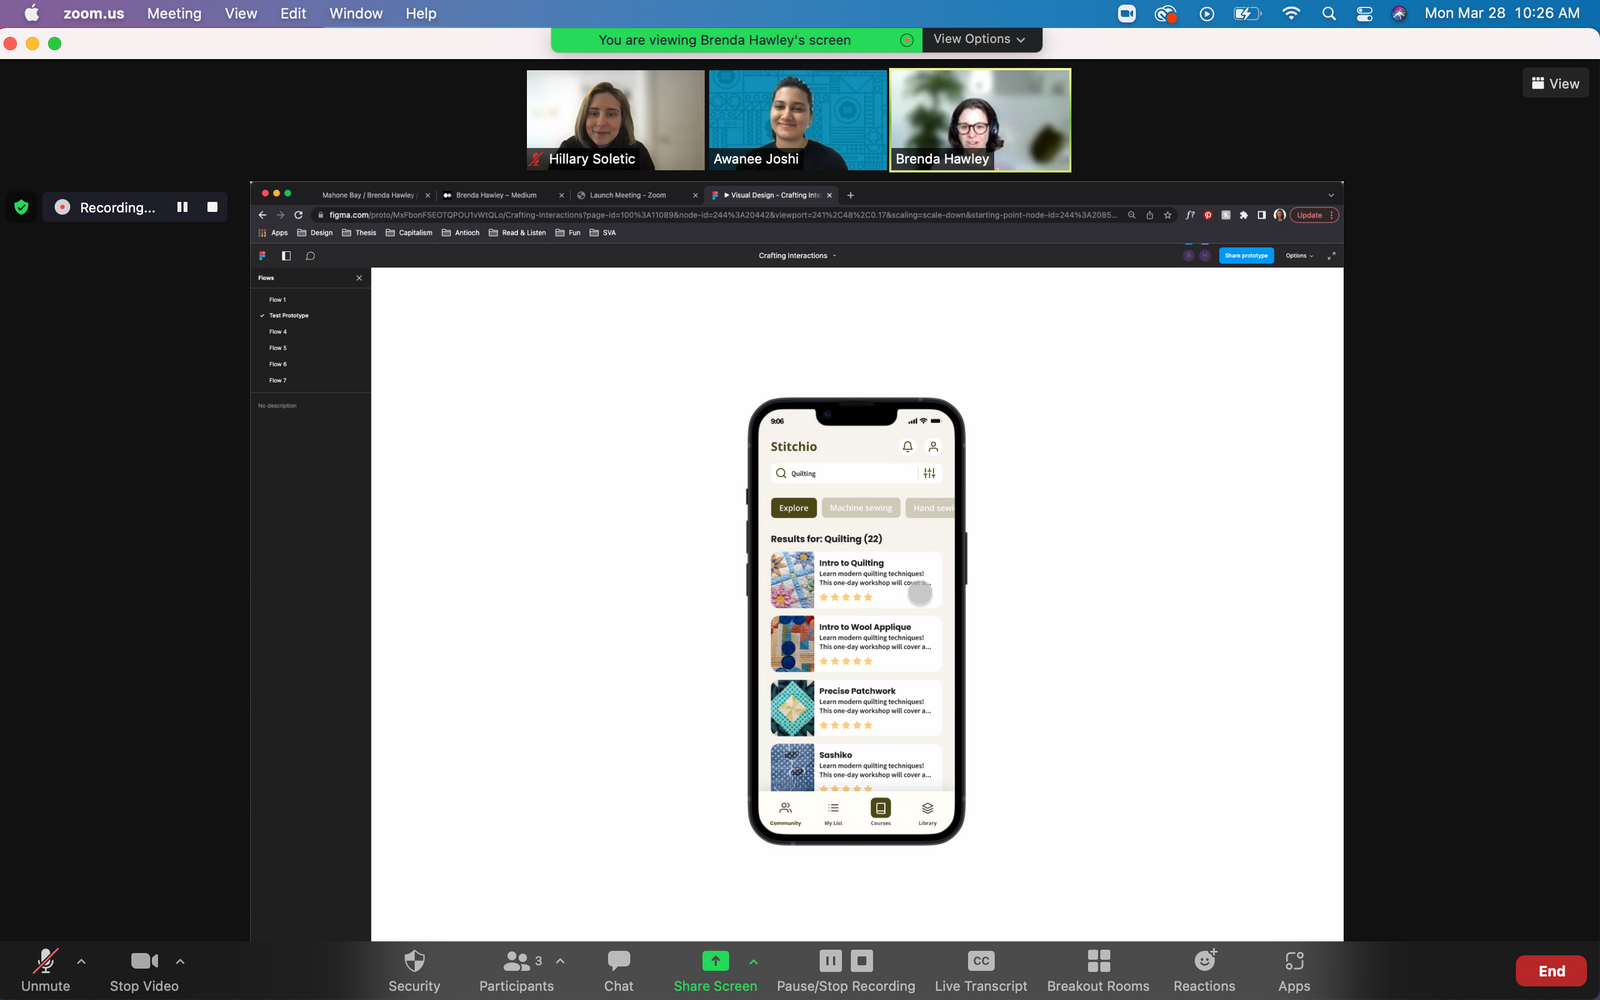 zoom.us Meeting View Edit Window Help
Mon Mar 28 10:26 AM
You are viewing Brenda Hawley's screen
View Options
View
Hillary Soletic
Awanee Joshi
Brenda Hawley
Recording...
Mahone Bay / Brenda Hawley /
Brenda Hawley – Medium
Launch Meeting - Zoom
Visual Design - Crafting Inte
figma.com/proto/MxFbonFSEOTQPOU1vWtQLo/Crafting-Interactions?page-id=100%3A11089&node-id=244%3A20442&viewport=241%2C48%2C0.17&scaling=scale-down&starting-point-node-id=244%3A2085...
Update
Apps Design Thesis Capitalism Antioch Read & Listen Fun SVA
Crafting Interactions
Share prototype
Options
Flows
Flow 1
Test Prototype
Flow 4
Flow 5
Flow 6
Flow 7
No description
9:06
Stitchio
Quilting
Explore
Machine sewing
Hand sewi
Results for: Quilting (22)
Intro to Quilting
Learn modern quilting techniques!
This one-day workshop will cover a...
Intro to Wool Applique
Learn modern quilting techniques!
This one-day workshop will cover a...
Precise Patchwork
Learn modern quilting techniques!
This one-day workshop will cover a...
Sashiko
Learn modern quilting techniques!
This one-day workshop will cover a...
Community
My List
Courses
Library
Unmute
Stop Video
Security
3
Participants
Chat
Share Screen
Pause/Stop Recording
CC
Live Transcript
Breakout Rooms
Reactions
Apps
End